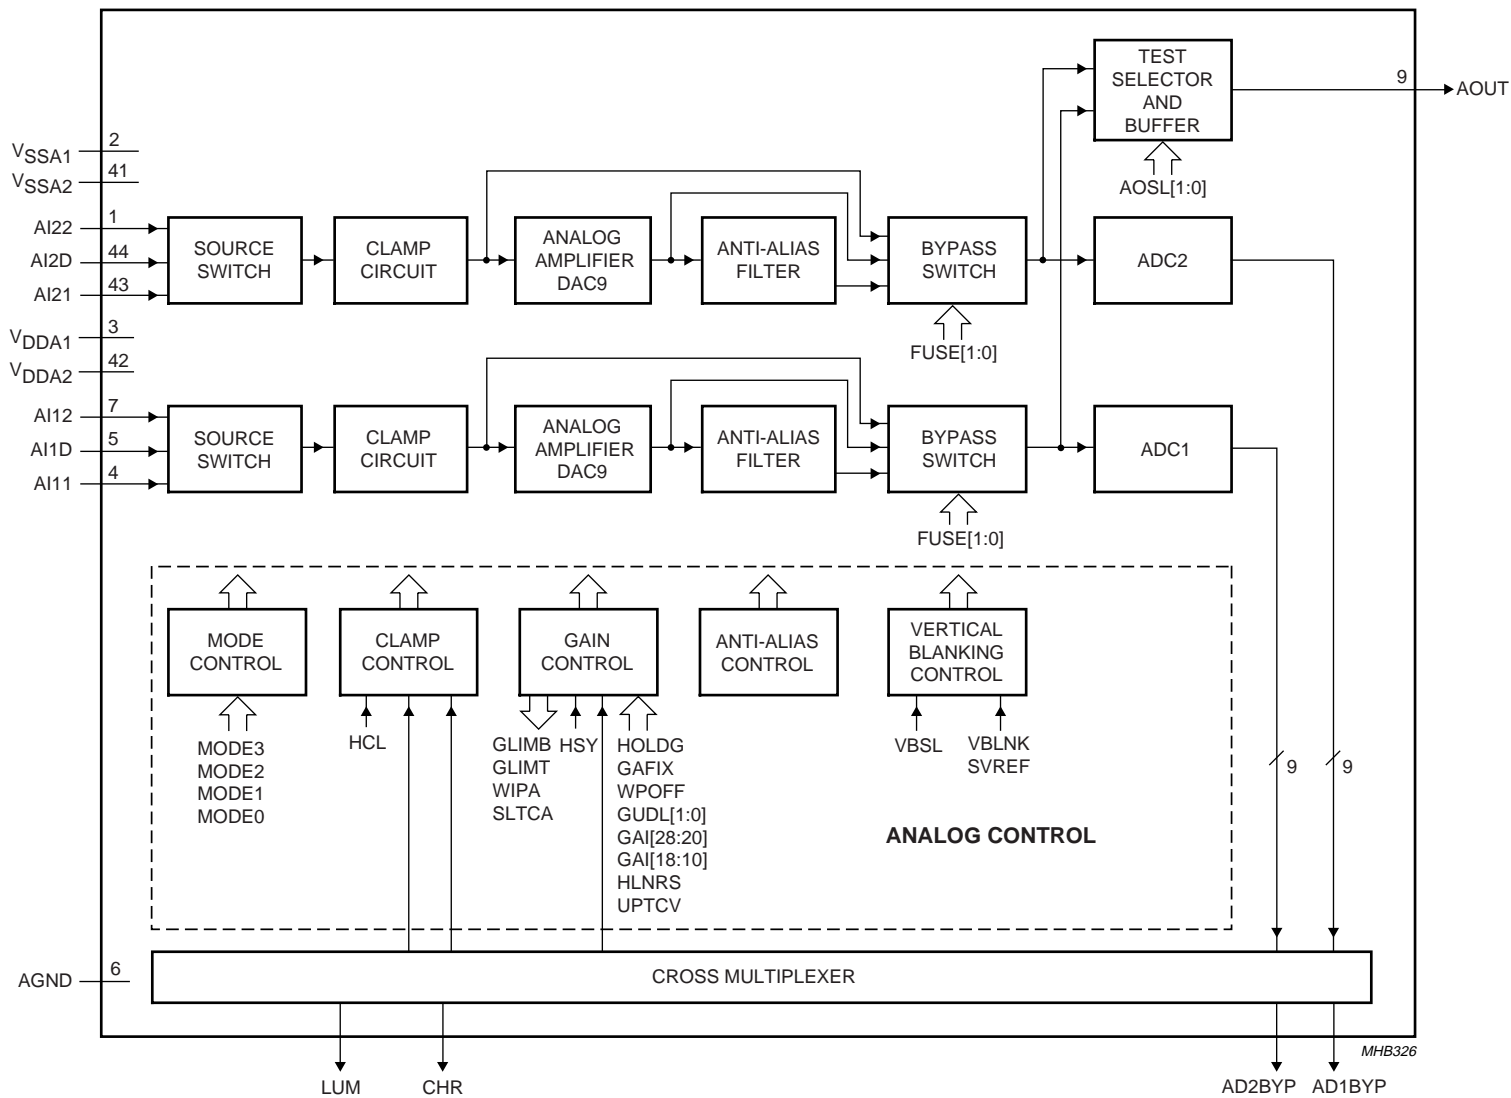 TEST
SELECTOR
AND
BUFFER
9
AOUT
AOSL[1:0]
VSSA1
2
VSSA2
41
AI22
1
AI2D
44
AI21
43
SOURCE
SWITCH
CLAMP
CIRCUIT
ANALOG
AMPLIFIER
DAC9
ANTI-ALIAS
FILTER
BYPASS
SWITCH
ADC2
FUSE[1:0]
VDDA1
3
VDDA2
42
AI12
7
AI1D
5
AI11
4
SOURCE
SWITCH
CLAMP
CIRCUIT
ANALOG
AMPLIFIER
DAC9
ANTI-ALIAS
FILTER
BYPASS
SWITCH
ADC1
FUSE[1:0]
MODE
CONTROL
CLAMP
CONTROL
GAIN
CONTROL
ANTI-ALIAS
CONTROL
VERTICAL
BLANKING
CONTROL
MODE3
MODE2
MODE1
MODE0
HCL
GLIMB
GLIMT
WIPA
SLTCA
HSY
HOLDG
GAFIX
WPOFF
GUDL[1:0]
GAI[28:20]
GAI[18:10]
HLNRS
UPTCV
VBSL
VBLNK
SVREF
9
9
ANALOG CONTROL
AGND
6
CROSS MULTIPLEXER
MHB326
LUM
CHR
AD2BYP
AD1BYP